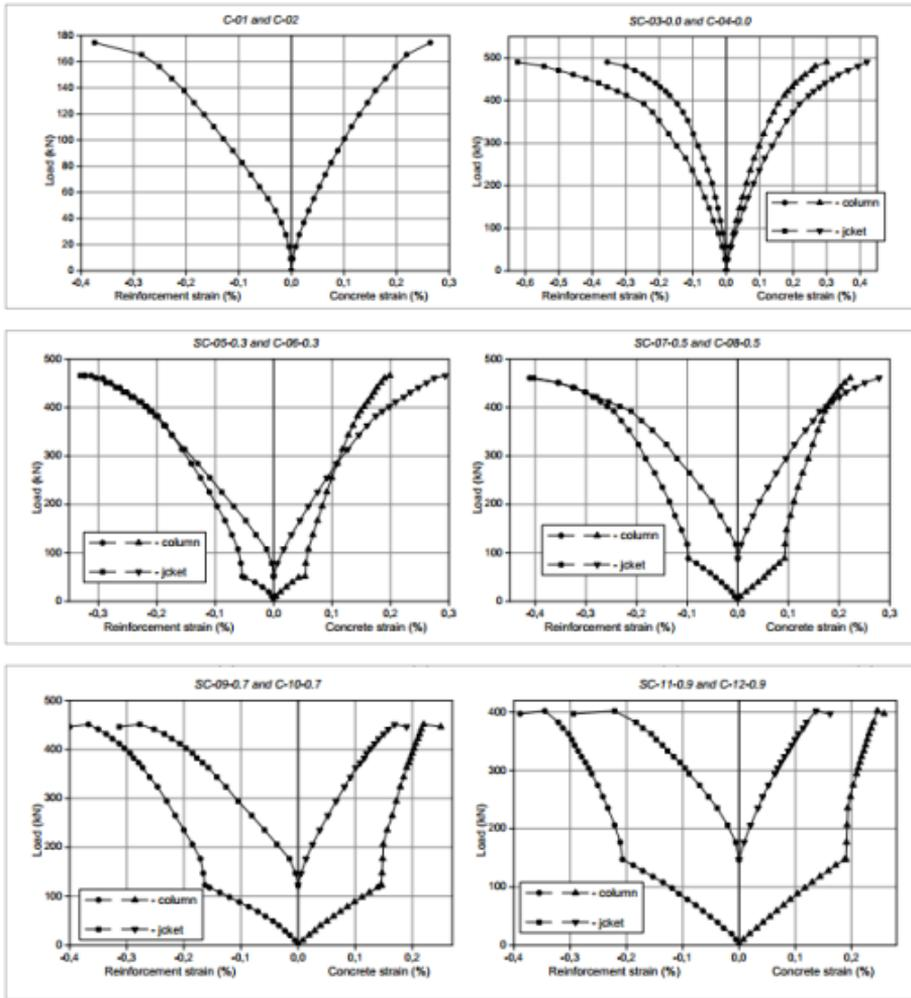 C-01 and C-02
180
160
140
120
100
80
60
40
20
0
Load (kN)
-0,4 -0,3 -0,2 -0,1 0,0 0,1 0,2 0,3
Reinforcement strain (%) Concrete strain (%)
SC-03-0.0 and C-04-0.0
500
400
300
200
100
0
Load (kN)
- column
- jcket
-0,6 -0,5 -0,4 -0,3 -0,2 -0,1 0,0 0,1 0,2 0,3 0,4
Reinforcement strain (%) Concrete strain (%)
SC-05-0.3 and C-06-0.3
500
400
300
200
100
0
Load (kN)
- column
- jcket
-0,3 -0,2 -0,1 0,0 0,1 0,2 0,3
Reinforcement strain (%) Concrete strain (%)
SC-07-0.5 and C-08-0.5
500
400
300
200
100
0
Load (kN)
- column
- jcket
-0,4 -0,3 -0,2 -0,1 0,0 0,1 0,2
Reinforcement strain (%) Concrete strain (%)
SC-09-0.7 and C-10-0.7
500
400
300
200
100
0
Load (kN)
- column
- jcket
-0,4 -0,3 -0,2 -0,1 0,0 0,1 0,2
Reinforcement strain (%) Concrete strain (%)
SC-11-0.9 and C-12-0.9
400
300
200
100
0
Load (kN)
- column
- jcket
-0,4 -0,3 -0,2 -0,1 0,0 0,1 0,2
Reinforcement strain (%) Concrete strain (%)